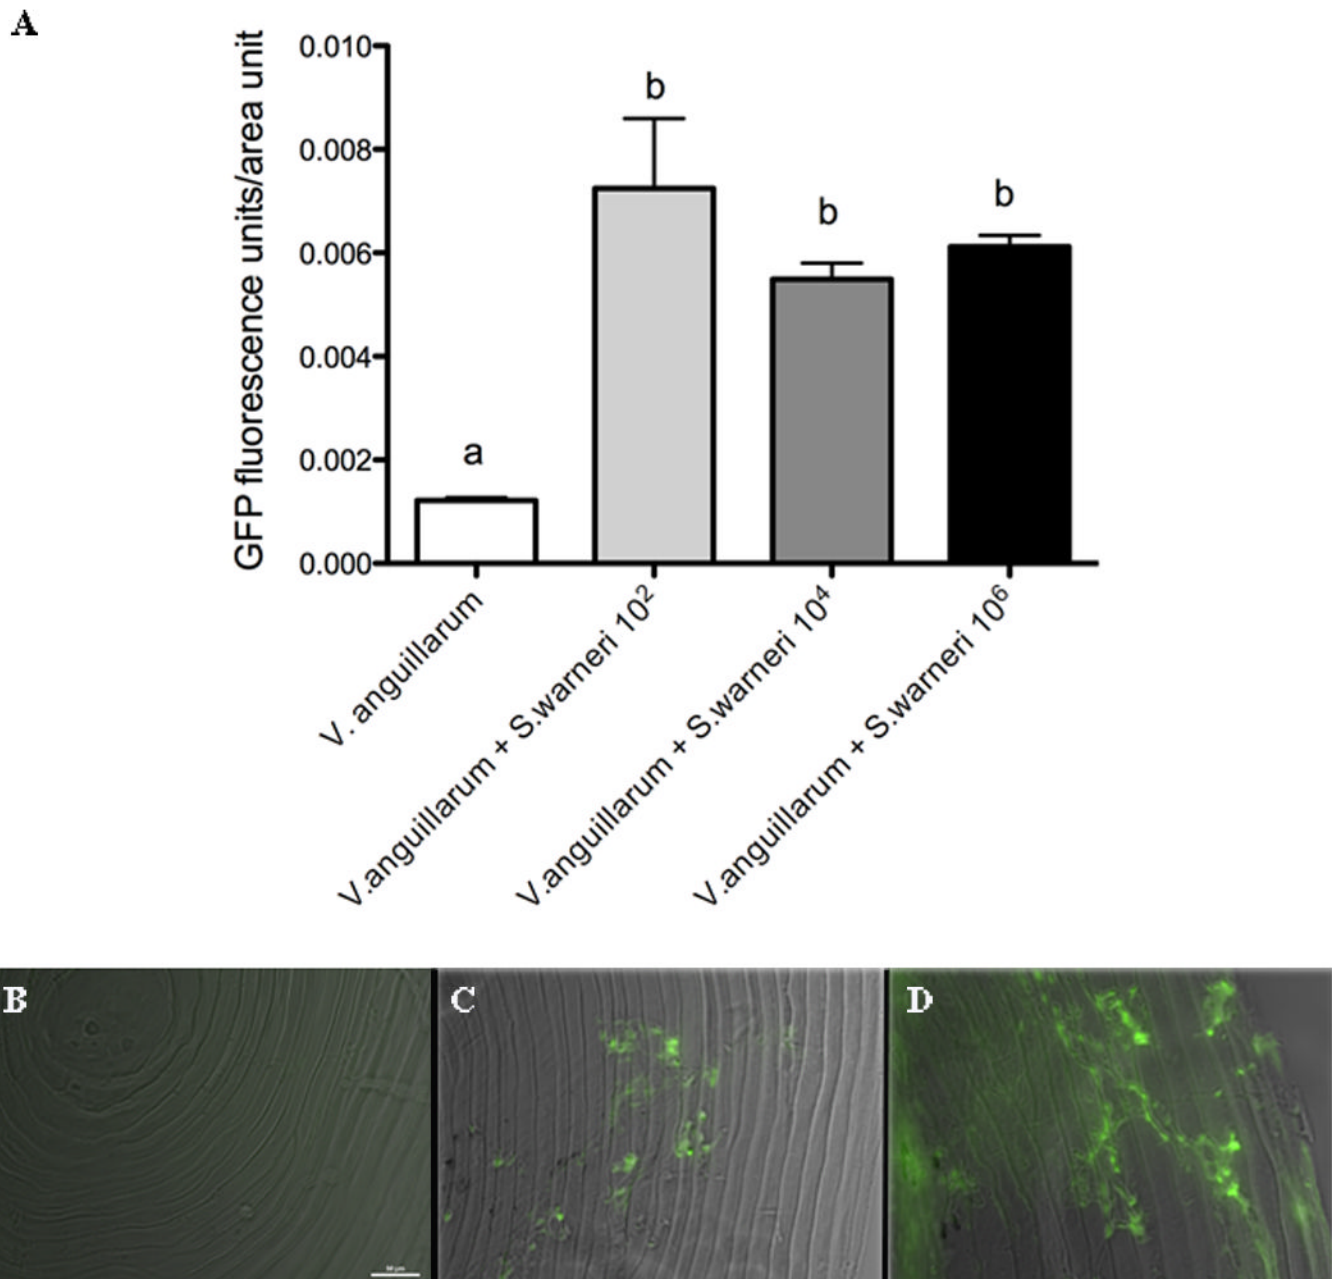 A
GFP fluorescence units/area unit
0.010
0.008
0.006
0.004
0.002
0.000
a
b
b
b
V. anguillarum
V.anguillarum + S.warneri 10²
V.anguillarum + S.warneri 10⁴
V.anguillarum + S.warneri 10⁶
B
C
D